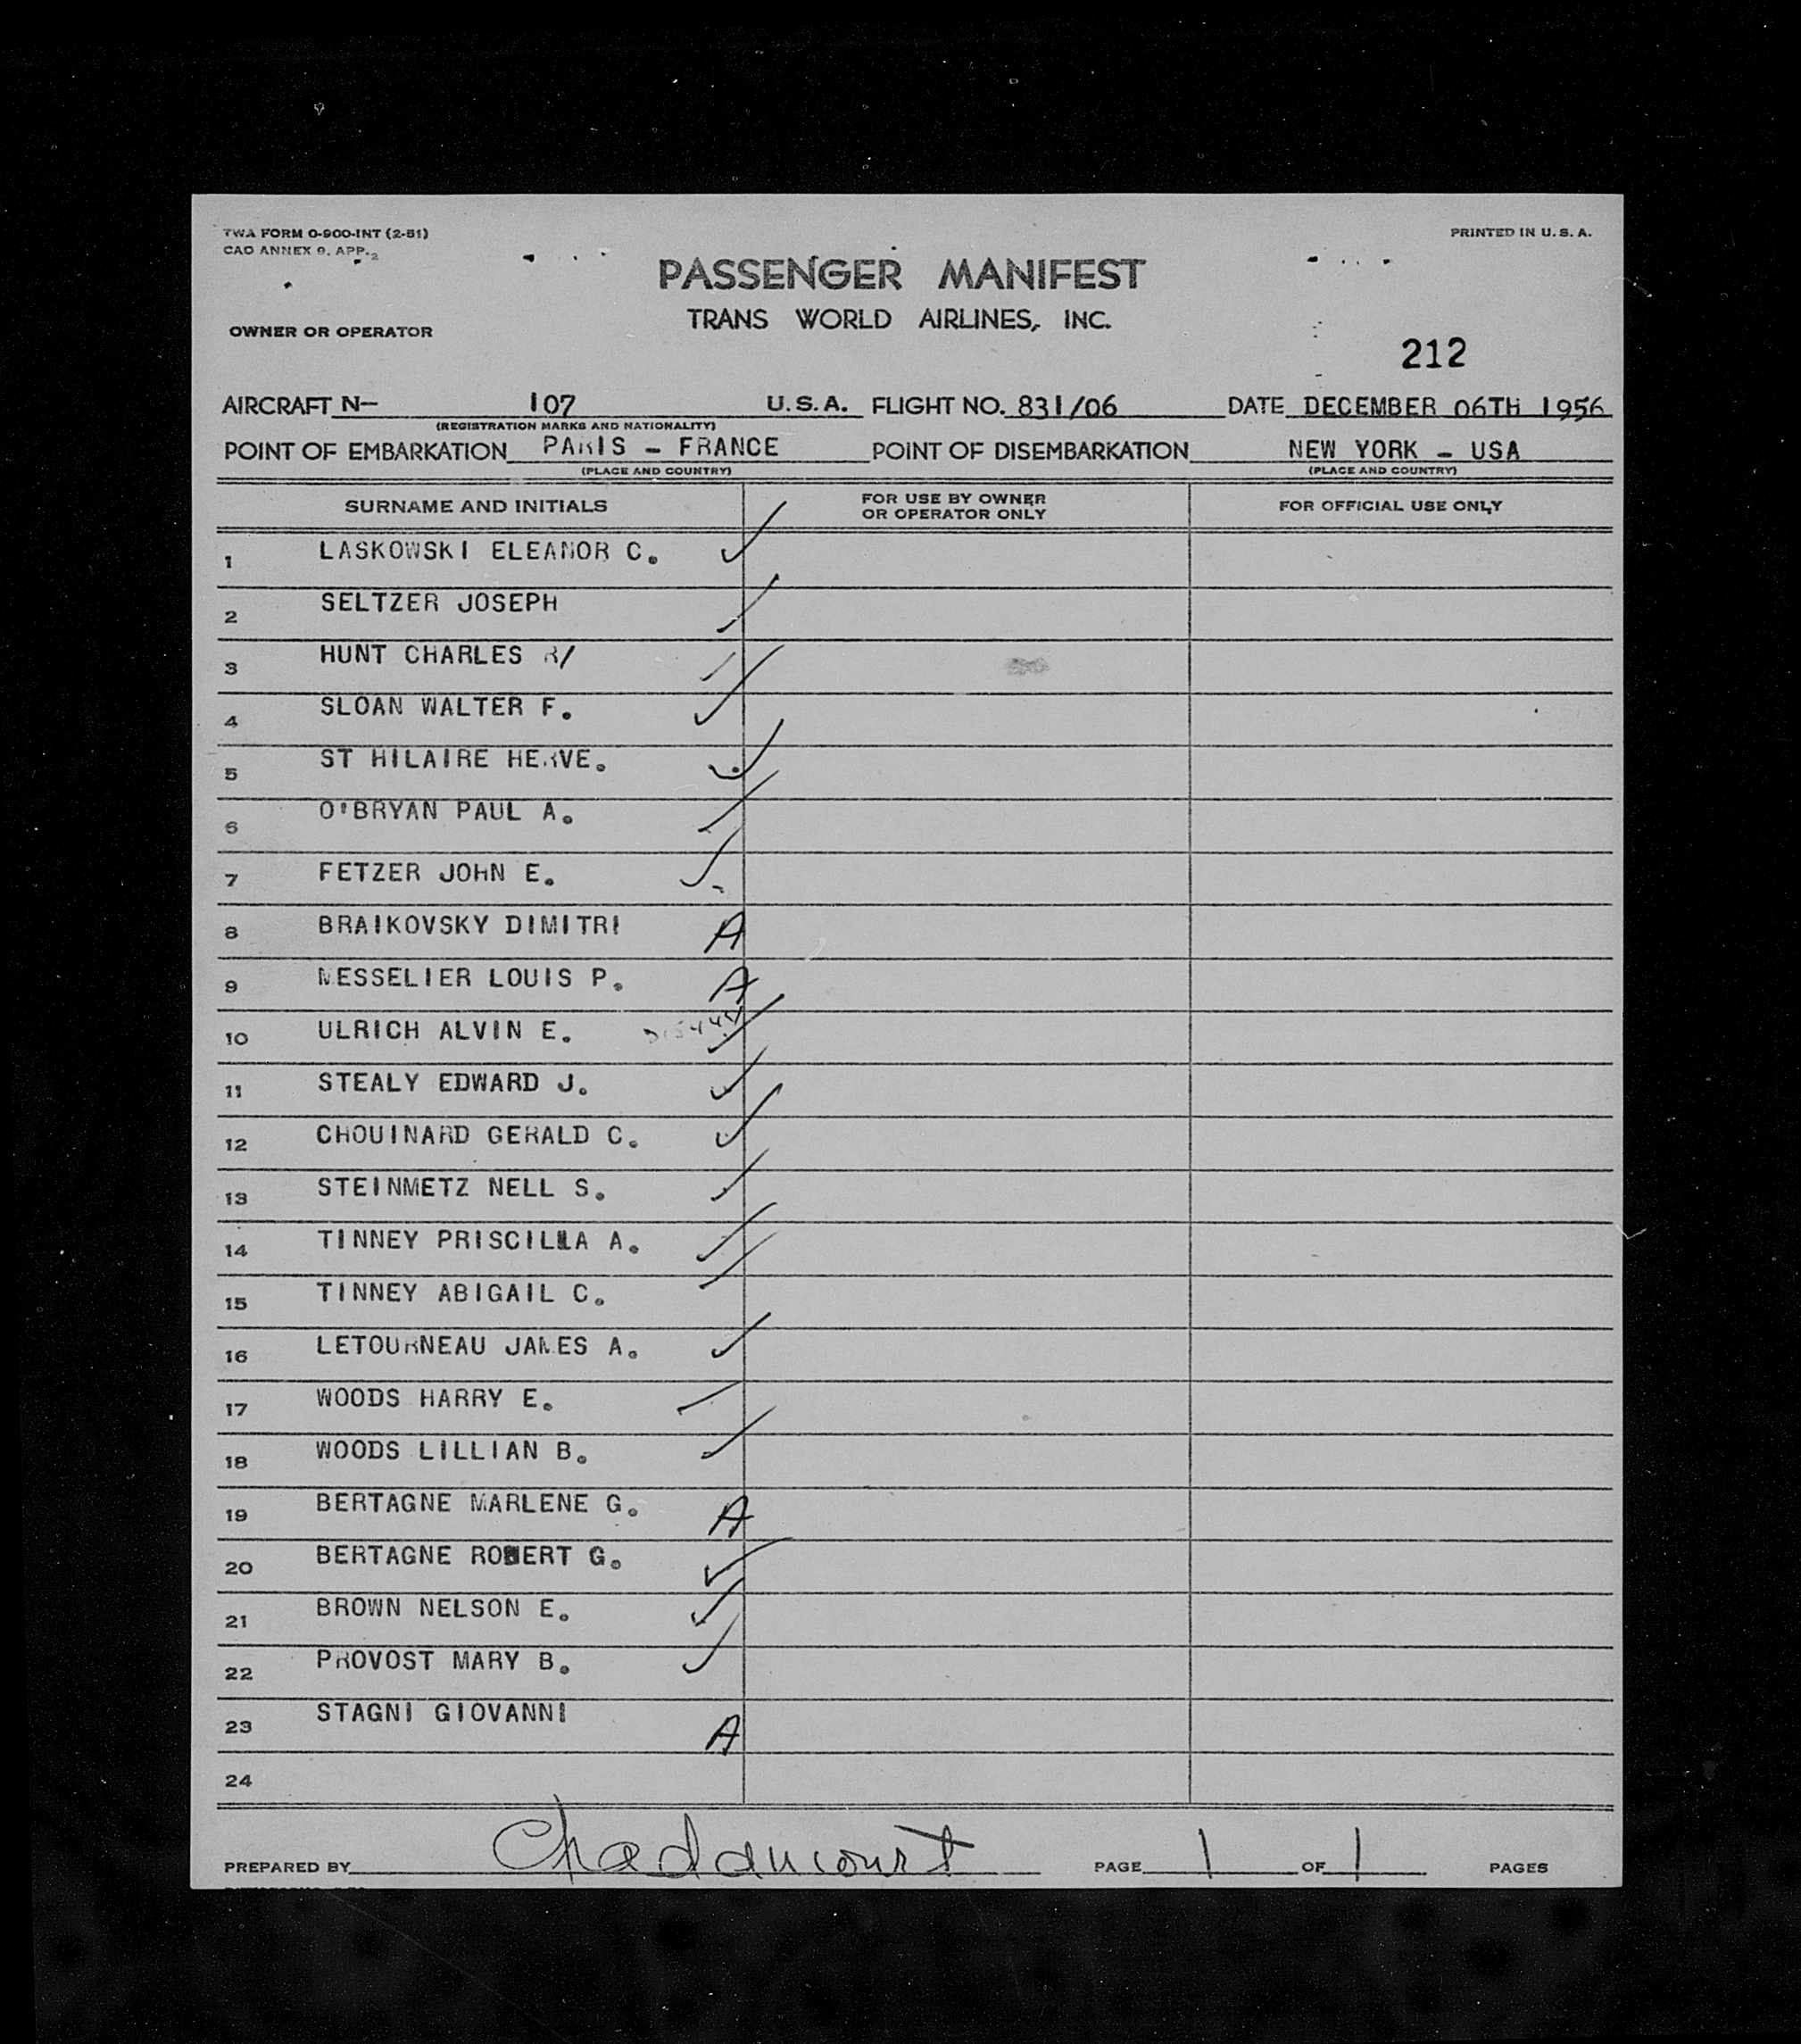 TWA FORM 0-900-INT (2-51)
CAO ANNEX 9. APP. 2
PRINTED IN U.S.A.
PASSENGER MANIFEST
TRANS WORLD AIRLINES, INC.
OWNER OR OPERATOR
212
AIRCRAFT N— 107 U.S.A. FLIGHT NO. 831/06 DATE DECEMBER 06TH 1956
(REGISTRATION MARKS AND NATIONALITY)
POINT OF EMBARKATION PARIS - FRANCE POINT OF DISEMBARKATION NEW YORK - USA
(PLACE AND COUNTRY) (PLACE AND COUNTRY)
SURNAME AND INITIALS FOR USE BY OWNER OR OPERATOR ONLY FOR OFFICIAL USE ONLY
1 LASKOWSKI ELEANOR C. ✓
2 SELTZER JOSEPH ✓
3 HUNT CHARLES R/ ✓
4 SLOAN WALTER F. ✓
5 ST HILAIRE HERVE. ✓
6 O'BRYAN PAUL A. ✓
7 FETZER JOHN E. ✓
8 BRAIKOVSKY DIMITRI A
9 MESSELIER LOUIS P. A
10 ULRICH ALVIN E. ✓
11 STEALY EDWARD J. ✓
12 CHOUINARD GERALD C. ✓
13 STEINMETZ NELL S. ✓
14 TINNEY PRISCILLA A. ✓
15 TINNEY ABIGAIL C. ✓
16 LETOURNEAU JAMES A. ✓
17 WOODS HARRY E. ✓
18 WOODS LILLIAN B. ✓
19 BERTAGNE MARLENE G. A
20 BERTAGNE ROBERT G. ✓
21 BROWN NELSON E. ✓
22 PROVOST MARY B. ✓
23 STAGNI GIOVANNI A
24
PREPARED BY PAGE 1 OF 1 PAGES